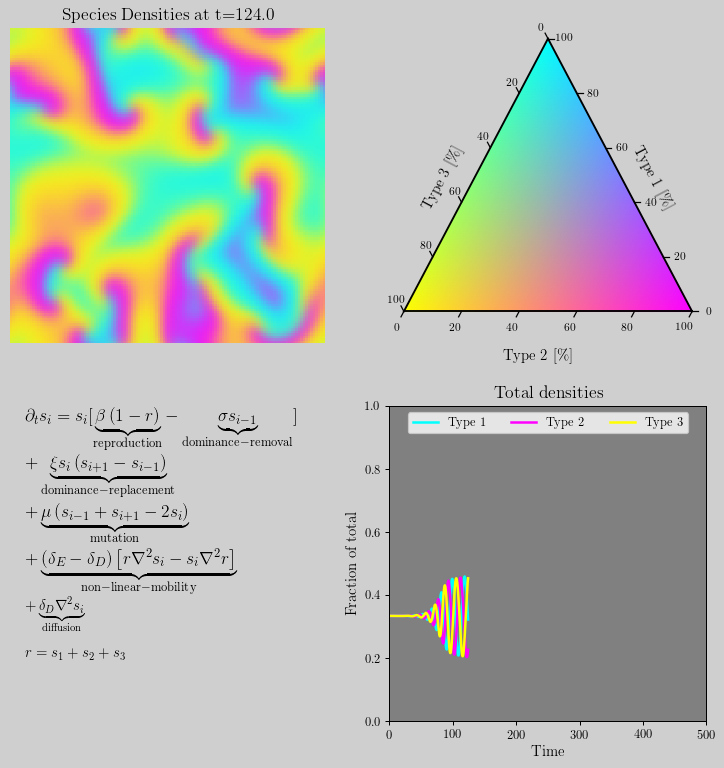 Species Densities at t=124.0
0
100
20
80
40
60
Type 3 [%]
Type 1 [%]
60
40
80
20
100
0
0
20
40
60
80
100
Type 2 [%]
∂ₜsᵢ = sᵢ[ β (1 − r) − σsᵢ₋₁ ]
reproduction
dominance−removal
+ ξsᵢ (sᵢ₊₁ − sᵢ₋₁)
dominance−replacement
+ μ (sᵢ₋₁ + sᵢ₊₁ − 2sᵢ)
mutation
+ (δ_E − δ_D) [r∇²sᵢ − sᵢ∇²r]
non−linear−mobility
+ δ_D∇²sᵢ
diffusion
r = s₁ + s₂ + s₃
Total densities
Type 1
Type 2
Type 3
1.0
0.8
0.6
0.4
0.2
0.0
Fraction of total
0
100
200
300
400
500
Time